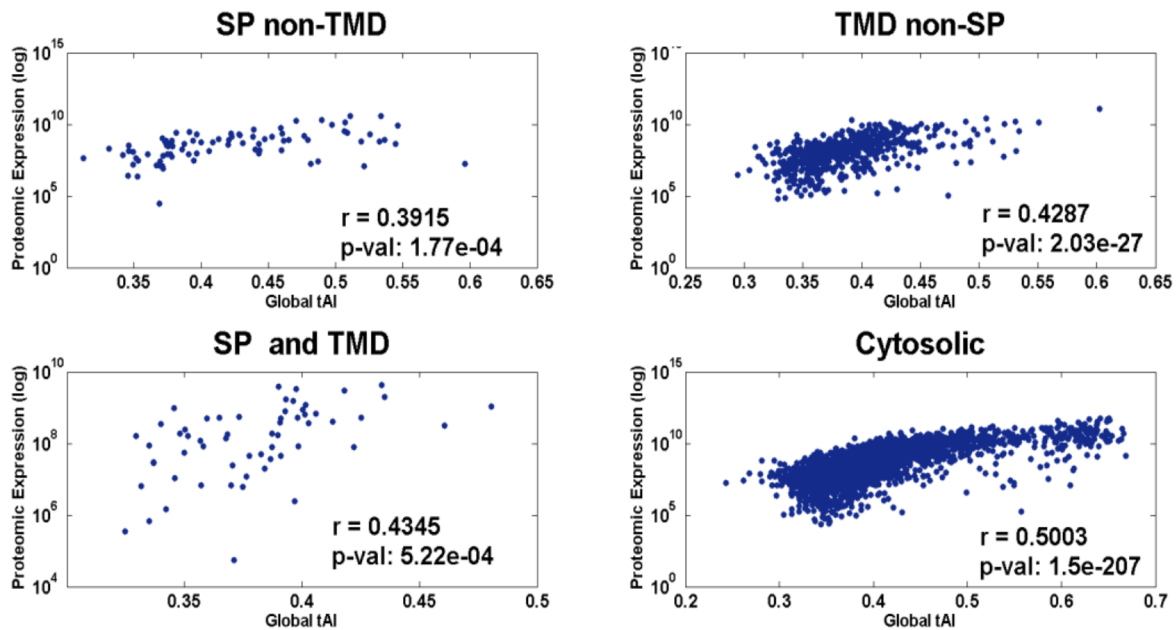 SP non-TMD
Proteomic Expression (log)
10^15
10^10
10^5
10^0
r = 0.3915
p-val: 1.77e-04
0.35 0.4 0.45 0.5 0.55 0.6 0.65
Global tAI
TMD non-SP
Proteomic Expression (log)
10^15
10^10
10^5
10^0
r = 0.4287
p-val: 2.03e-27
0.25 0.3 0.35 0.4 0.45 0.5 0.55 0.6 0.65
Global tAI
SP and TMD
Proteomic Expression (log)
10^10
10^8
10^6
10^4
r = 0.4345
p-val: 5.22e-04
0.35 0.4 0.45 0.5
Global tAI
Cytosolic
Proteomic Expression (log)
10^15
10^10
10^5
10^0
r = 0.5003
p-val: 1.5e-207
0.2 0.3 0.4 0.5 0.6 0.7
Global tAI